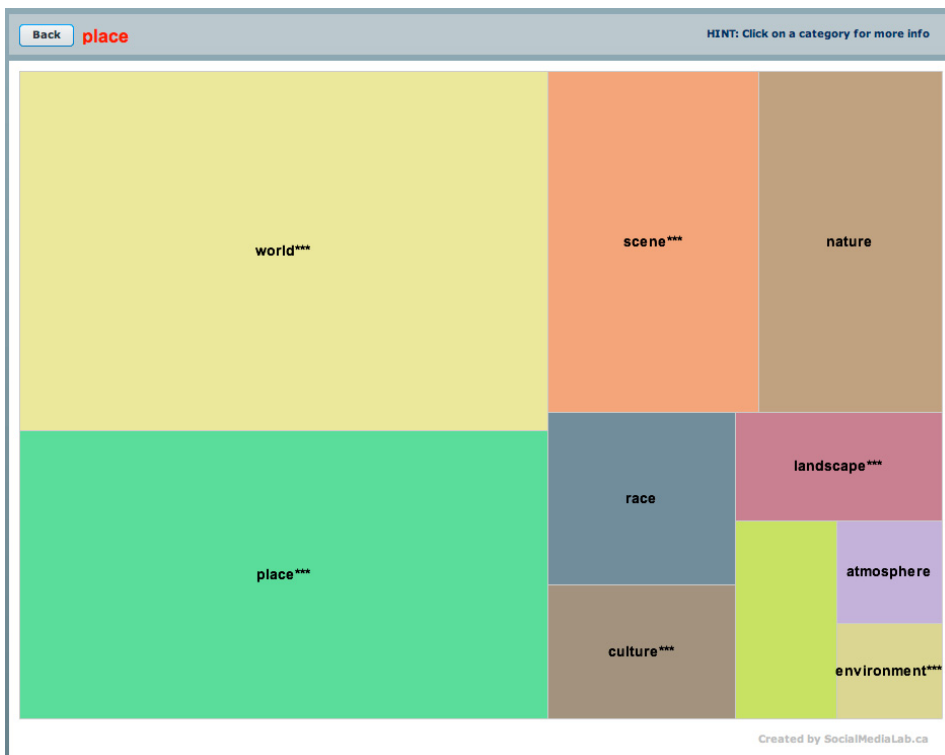 Back place HINT: Click on a category for more info
world***
scene***
nature
place***
race
landscape***
culture***
atmosphere
environment***
Created by SocialMediaLab.ca